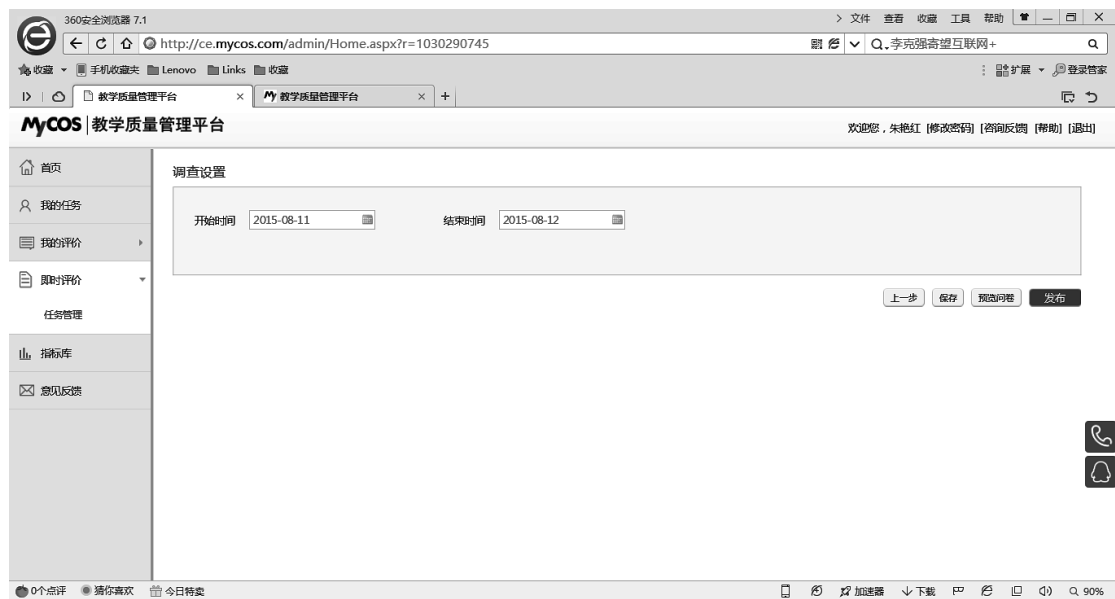 360安全浏览器 7.1
文件 查看 收藏 工具 帮助
http://ce.mycos.com/admin/Home.aspx?r=1030290745
李克强寄望互联网+
收藏 手机收藏夹 Lenovo Links 收藏
扩展 登录管家
教学质量管理平台
My 教学质量管理平台
MyCOS 教学质量管理平台
欢迎您，朱艳红 [修改密码] [咨询反馈] [帮助] [退出]
首页
我的任务
我的评价
即时评价
任务管理
指标库
意见反馈
调查设置
开始时间 2015-08-11 结束时间 2015-08-12
上一步 保存 预览问卷 发布
0个点评 猜你喜欢 今日特卖
加速器 下载 90%